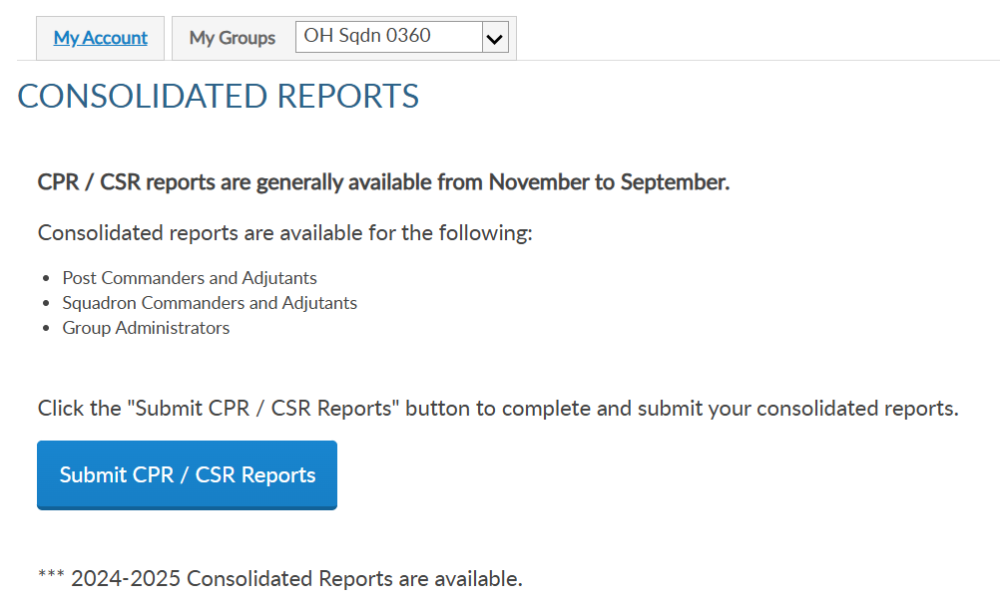 My Account My Groups OH Sqdn 0360
CONSOLIDATED REPORTS
CPR / CSR reports are generally available from November to September.
Consolidated reports are available for the following:
• Post Commanders and Adjutants
• Squadron Commanders and Adjutants
• Group Administrators
Click the "Submit CPR / CSR Reports" button to complete and submit your consolidated reports.
Submit CPR / CSR Reports
*** 2024-2025 Consolidated Reports are available.